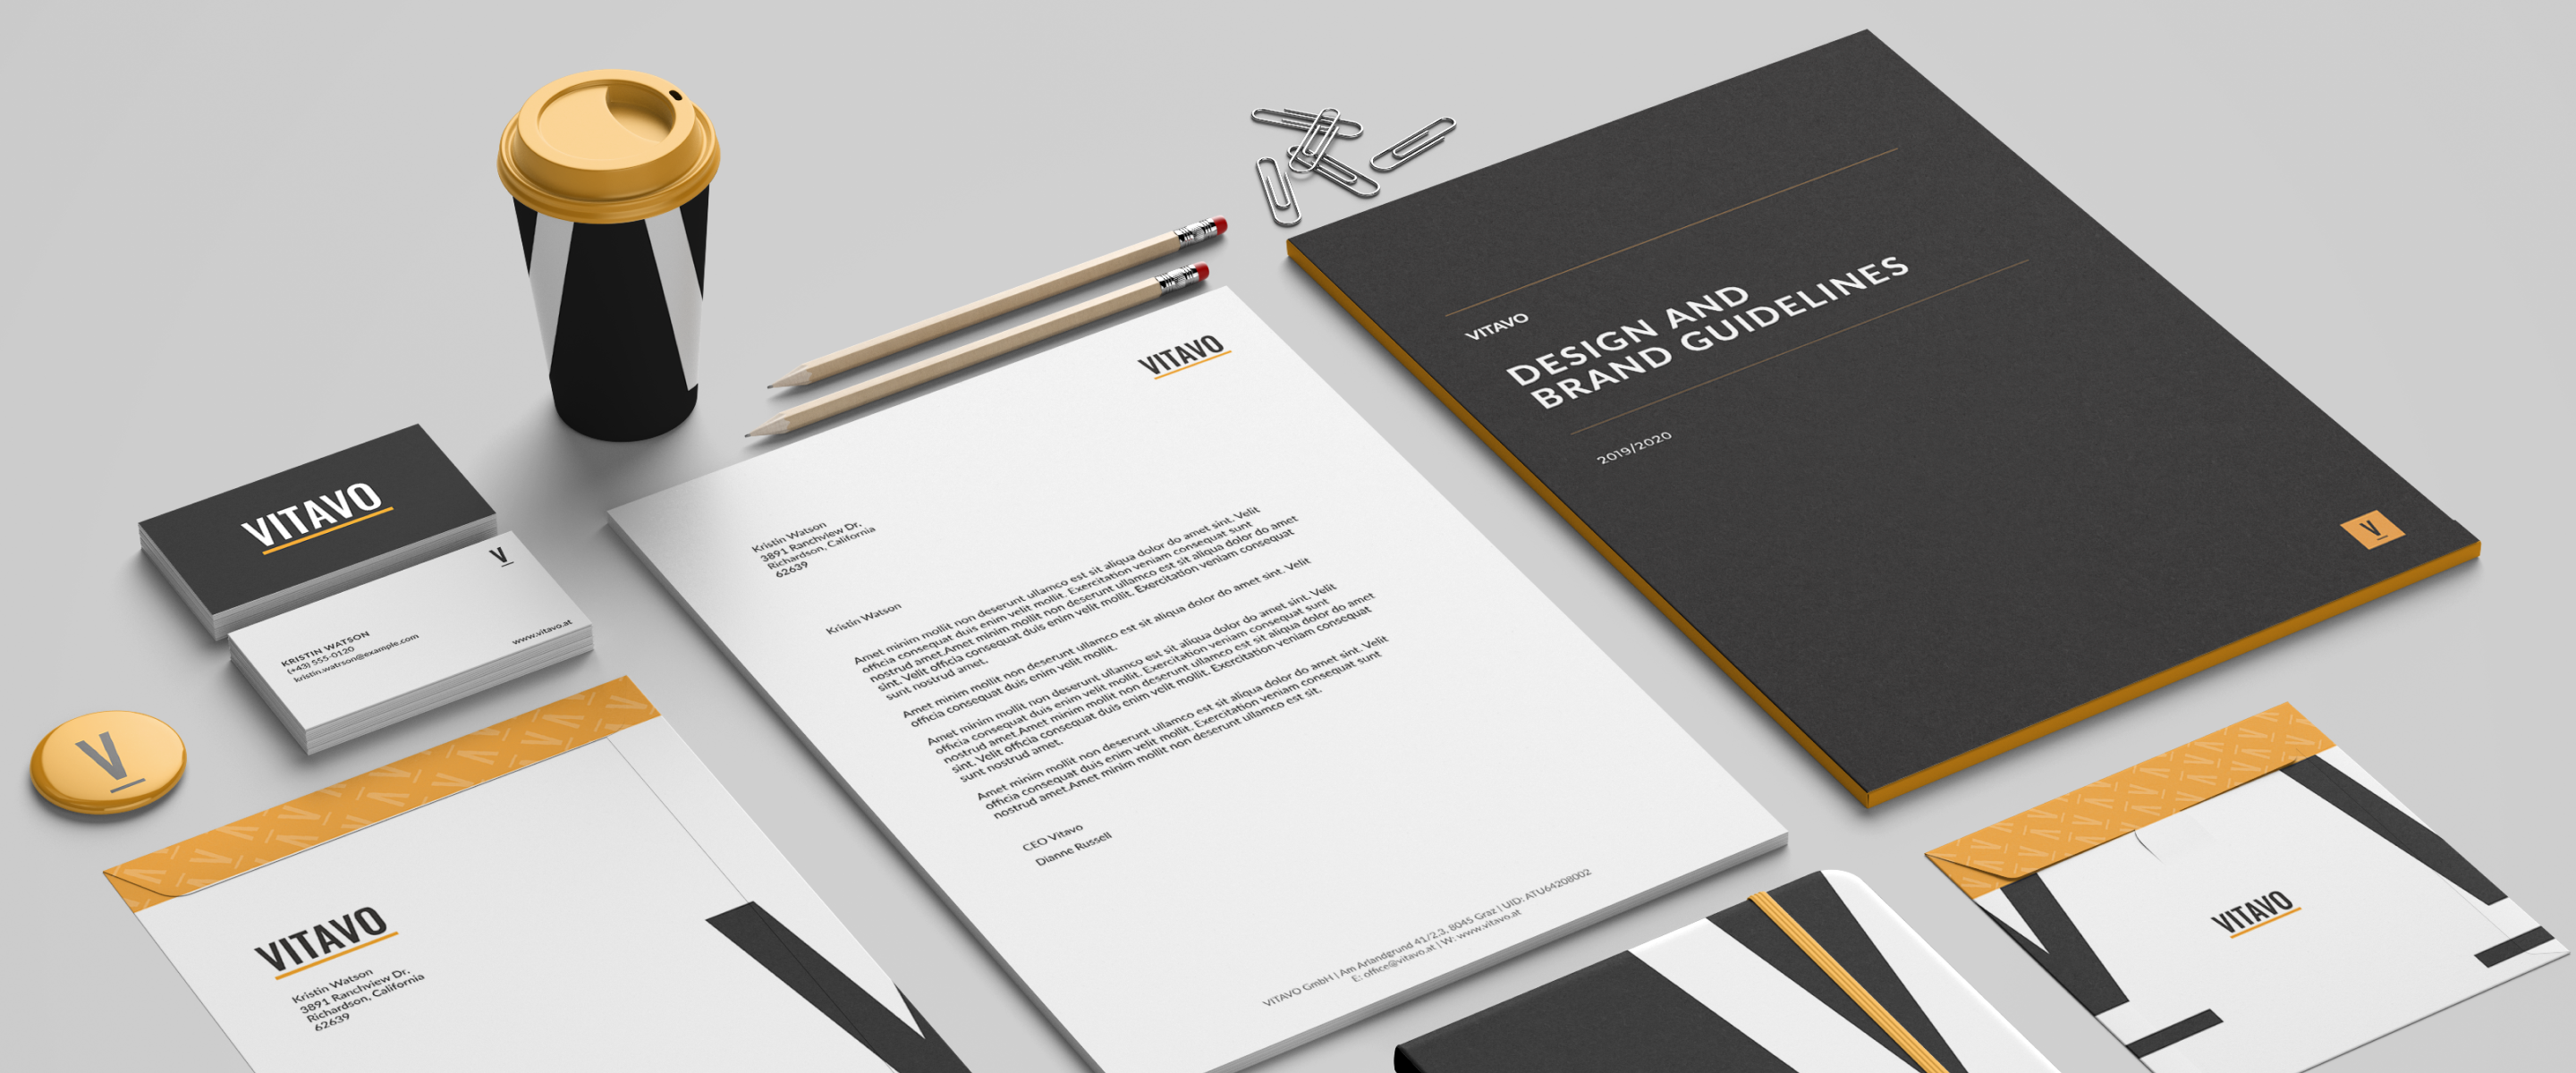 VITAVO
V
KRISTIN WATSON
(+43) 555-0120
kristin.watrson@example.com
www.vitavo.at
V
VITAVO
Kristin Watson
3891 Ranchview Dr.
Richardson, California
62639
VITAVO
Kristin Watson
3891 Ranchview Dr.
Richardson, California
62639
Kristin Watson
Amet minim mollit non deserunt ullamco est sit aliqua dolor do amet sint. Velit
officia consequat duis enim velit mollit. Exercitation veniam consequat sunt
nostrud amet.Amet minim mollit non deserunt ullamco est sit aliqua dolor do amet
sint. Velit officia consequat duis enim velit mollit. Exercitation veniam consequat
sunt nostrud amet.
Amet minim mollit non deserunt ullamco est sit aliqua dolor do amet sint. Velit
officia consequat duis enim velit mollit.
Amet minim mollit non deserunt ullamco est sit aliqua dolor do amet sint. Velit
officia consequat duis enim velit mollit. Exercitation veniam consequat sunt
nostrud amet.Amet minim mollit non deserunt ullamco est sit aliqua dolor do amet
sint. Velit officia consequat duis enim velit mollit. Exercitation veniam consequat
sunt nostrud amet.
Amet minim mollit non deserunt ullamco est sit aliqua dolor do amet sint. Velit
officia consequat duis enim velit mollit. Exercitation veniam consequat sunt
nostrud amet.Amet minim mollit non deserunt ullamco est sit.
CEO Vitavo
Dianne Russell
VITAVO GmbH | Am Arlandgrund 41/2.3, 8045 Graz | UID: ATU64208002
E: office@vitavo.at | W: www.vitavo.at
VITAVO
DESIGN AND
BRAND GUIDELINES
2019/2020
V
VITAVO